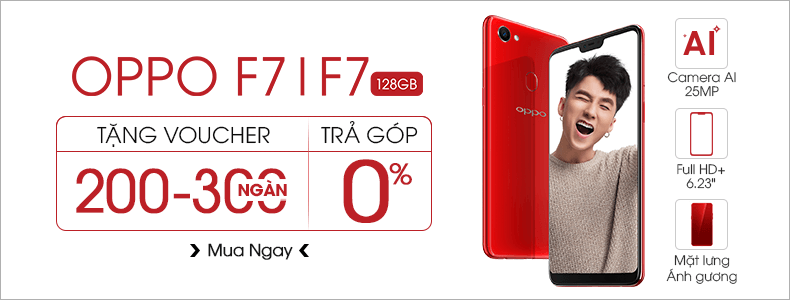 OPPO F7 | F7 128GB
TẶNG VOUCHER
200-300 NGÀN
TRẢ GÓP
0%
Mua Ngay
oppo
AI
Camera AI
25MP
Full HD+
6.23"
Mặt lưng
Ánh gương